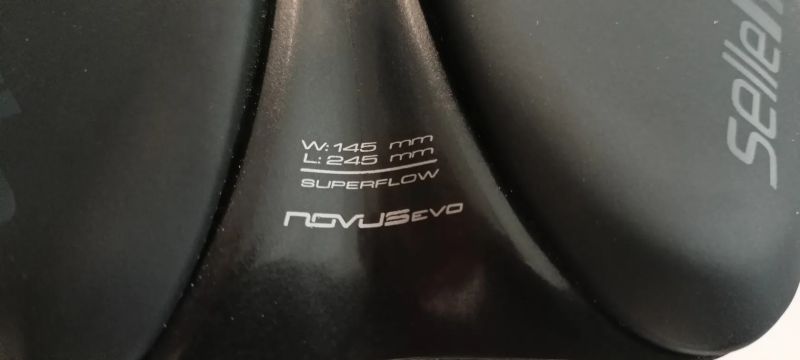 W: 145 mm
L: 245 mm
SUPERFLOW
NOVUS EVO
selle